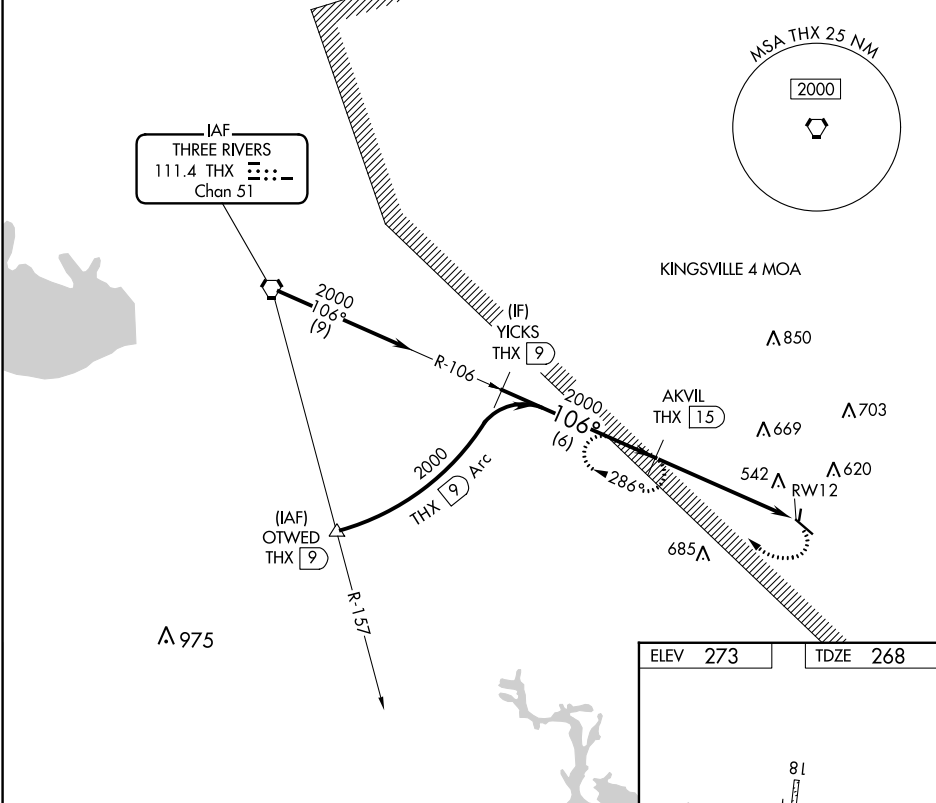 MSA THX 25 NM
2000
IAF
THREE RIVERS
111.4 THX
Chan 51
KINGSVILLE 4 MOA
2000
106°
(9)
(IF)
YICKS
THX 9
R-106
850
2000
106°
(6)
AKVIL
THX 15
703
669
2000
THX 9 Arc
286°
542
620
RW12
(IAF)
OTWED
THX 9
685
R-157
975
ELEV 273
TDZE 268
18